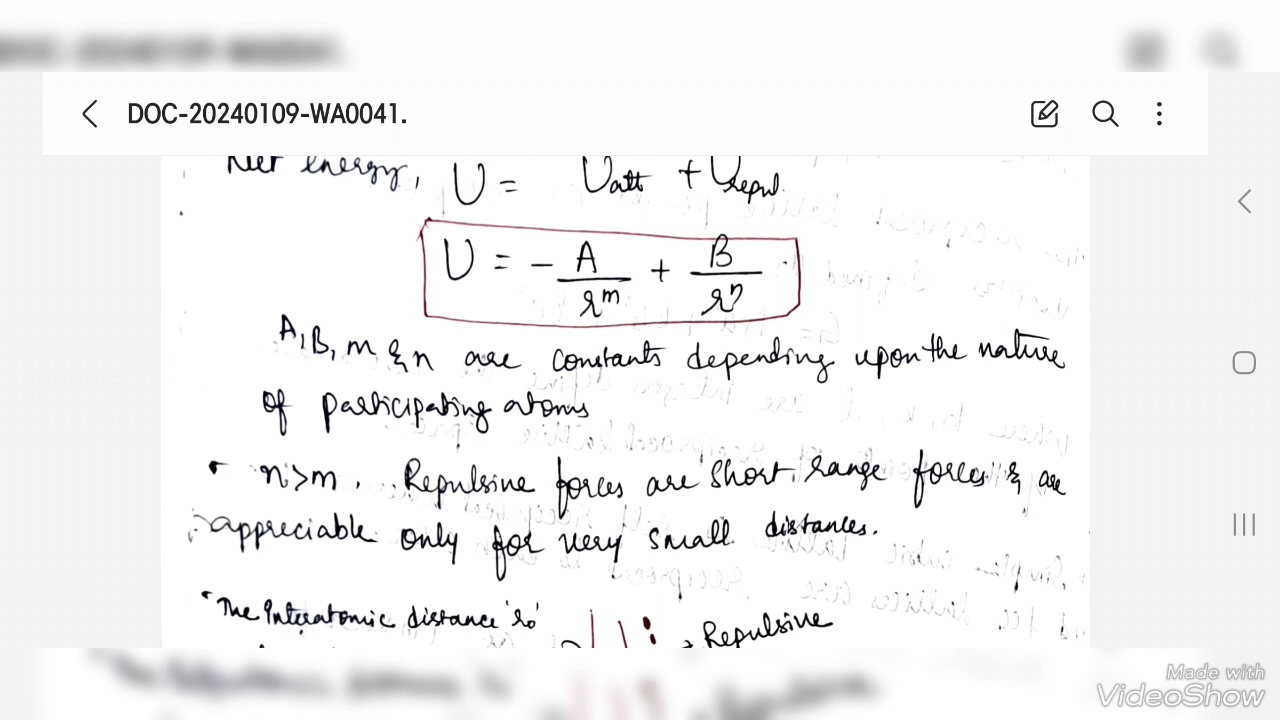 DOC-20240109-WA0041.
Net energy, U = Uatt + Urepul.
U = - A/r^m + B/r^n
A, B, m & n are constants depending upon the nature
of participating atoms
• n>m. Repulsive forces are short range forces & are
appreciable only for very small distances.
• The Interatomic distance 'ro'
→ Repulsive
Made with
VideoShow